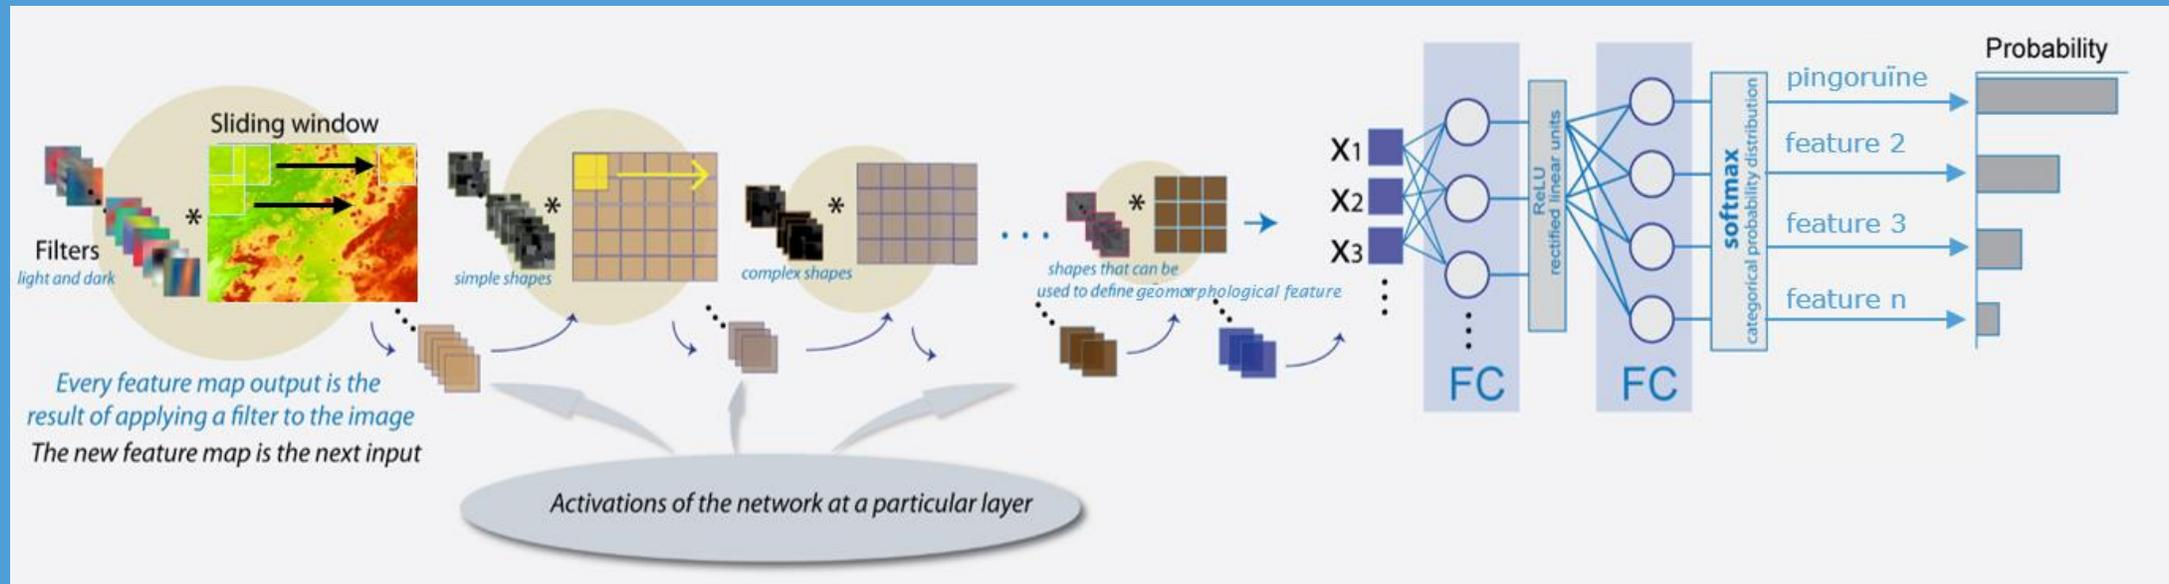 Sliding window
*
Filters
light and dark
Every feature map output is the
result of applying a filter to the image
The new feature map is the next input
*
simple shapes
*
complex shapes
*
shapes that can be
used to define geomorphological feature
Activations of the network at a particular layer
X1
X2
X3
FC
ReLU
rectified linear units
FC
softmax
categorical probability distribution
pingoruïne
feature 2
feature 3
feature n
Probability